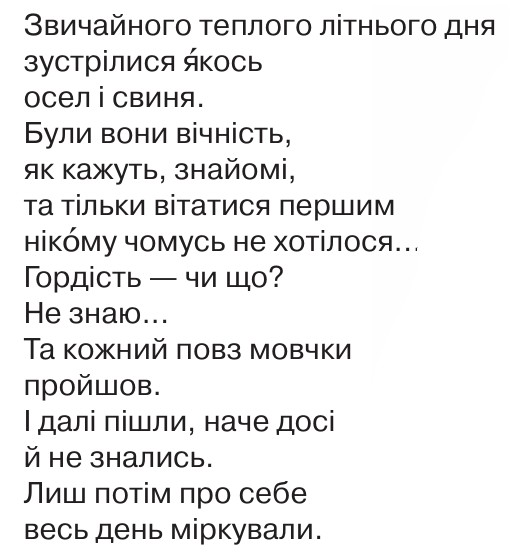 Звичайного теплого літнього дня
зустрілися я́кось
осел і свиня.
Були вони вічність,
як кажуть, знайомі,
та тільки вітатися першим
ніко́му чомусь не хотілося...
Гордість — чи що?
Не знаю...
Та кожний повз мовчки
пройшов.
І далі пішли, наче досі
й не знались.
Лиш потім про себе
весь день міркували.